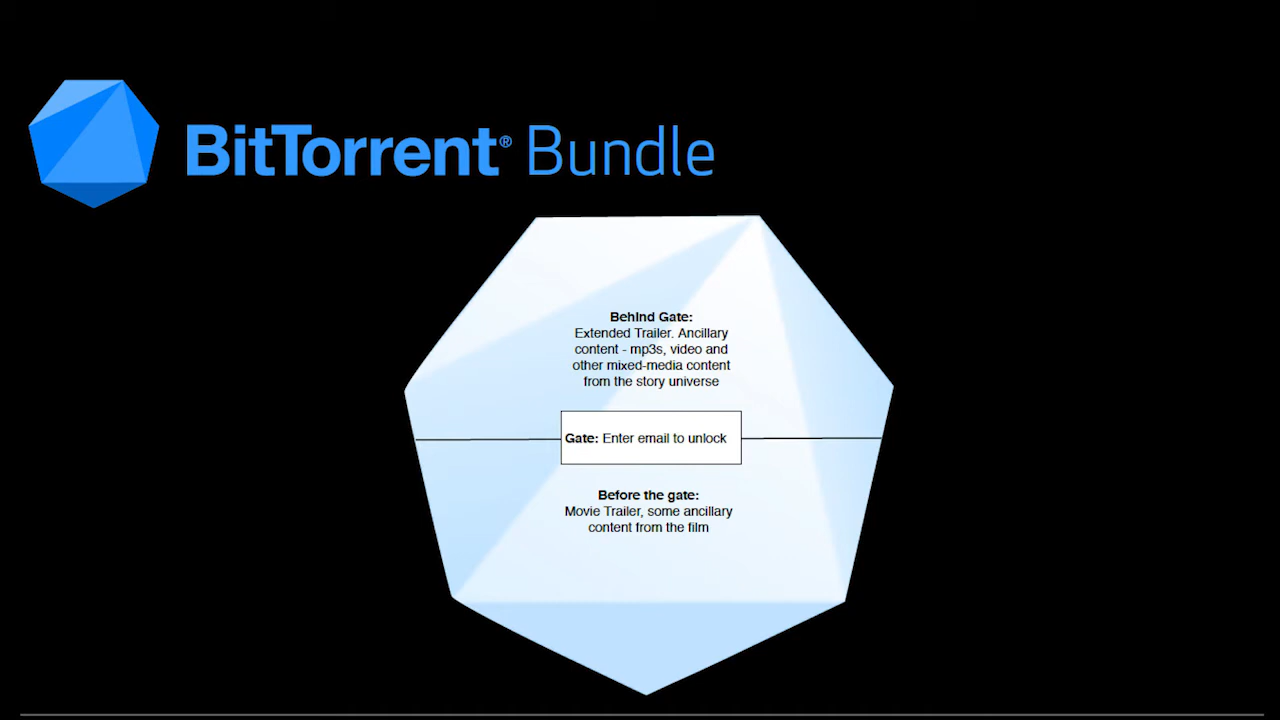 BitTorrent® Bundle
Behind Gate:
Extended Trailer. Ancillary
content - mp3s, video and
other mixed-media content
from the story universe
Gate: Enter email to unlock
Before the gate:
Movie Trailer, some ancillary
content from the film